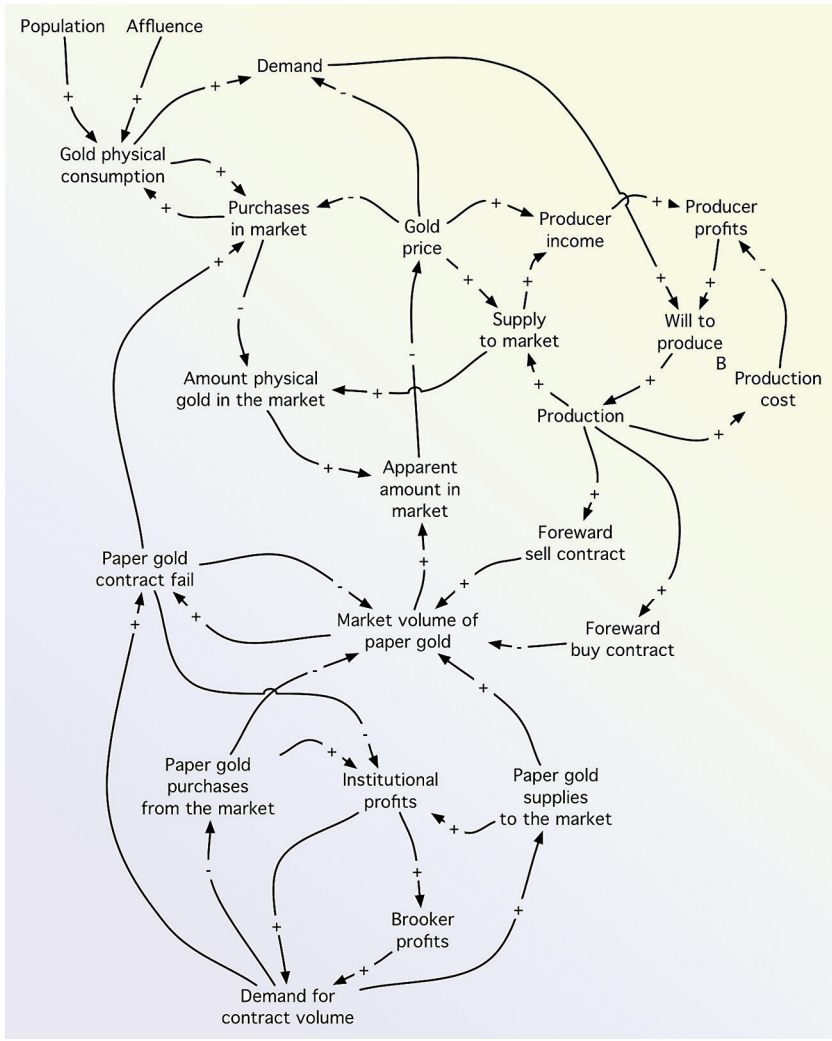 Population
Affluence
Demand
+
+
+
-
Gold physical
consumption
+
+
Purchases
in market
-
Gold
price
+
Producer
income
+
Producer
profits
+
+
-
-
+
+
+
Supply
to market
Will to
produce
B
-
Amount physical
gold in the market
+
+
+
Production
cost
Production
+
+
Apparent
amount in
market
+
Foreward
sell contract
Paper gold
contract fail
-
+
+
+
+
+
Market volume of
paper gold
-
Foreward
buy contract
-
+
-
Paper gold
purchases
from the market
+
Institutional
profits
Paper gold
supplies
to the market
+
-
+
+
+
Brooker
profits
+
Demand for
contract volume